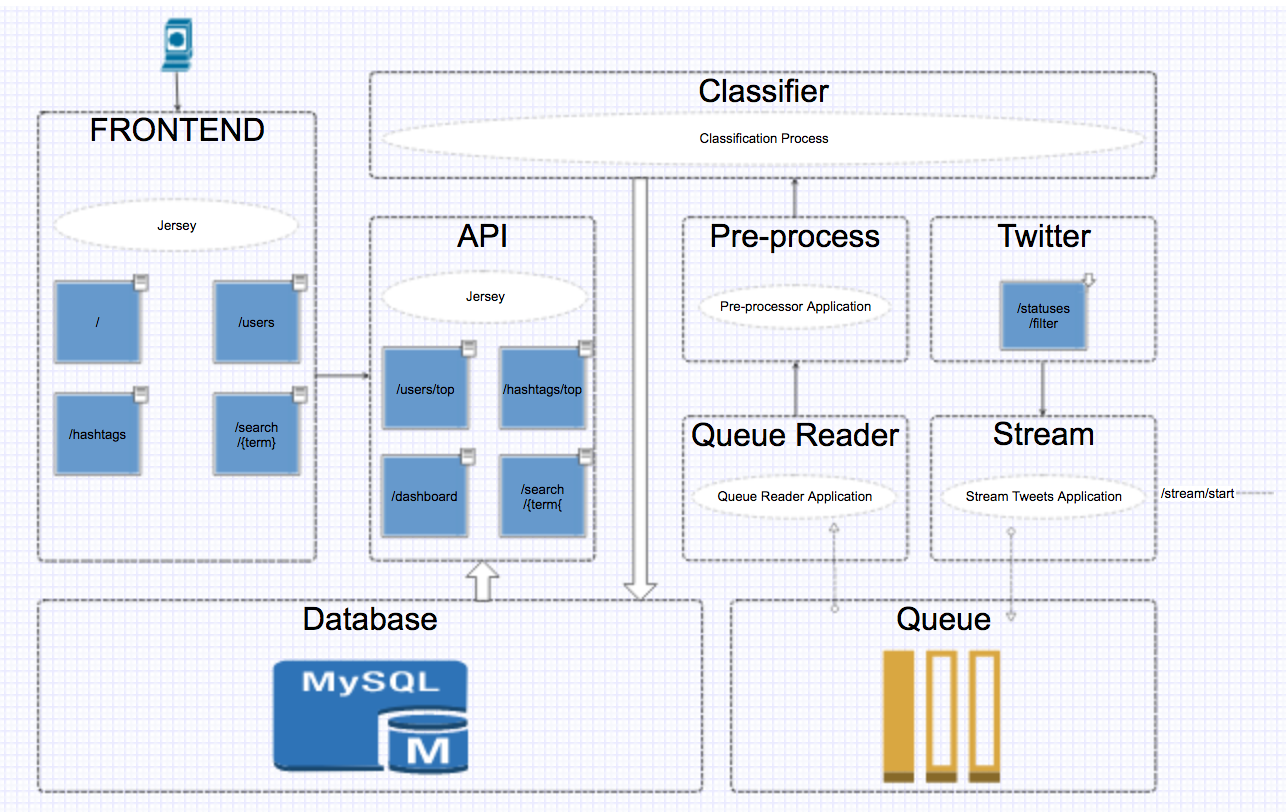 FRONTEND
Jersey
/
/users
/hashtags
/search
/{term}
Classifier
Classification Process
API
Jersey
/users/top
/hashtags/top
/dashboard
/search
/{term{
Pre-process
Pre-processor Application
Twitter
/statuses
/filter
Queue Reader
Queue Reader Application
Stream
Stream Tweets Application
/stream/start
Database
MySQL
M
Queue